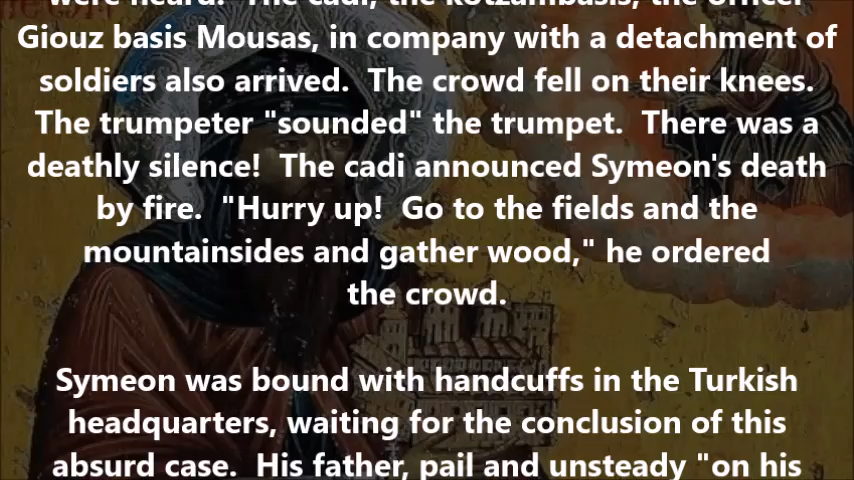 were heard! The cadi, the kotzambasis, the officer
Giouz basis Mousas, in company with a detachment of
soldiers also arrived. The crowd fell on their knees.
The trumpeter "sounded" the trumpet. There was a
deathly silence! The cadi announced Symeon's death
by fire. "Hurry up! Go to the fields and the
mountainsides and gather wood," he ordered
the crowd.
Symeon was bound with handcuffs in the Turkish
headquarters, waiting for the conclusion of this
absurd case. His father, pail and unsteady "on his